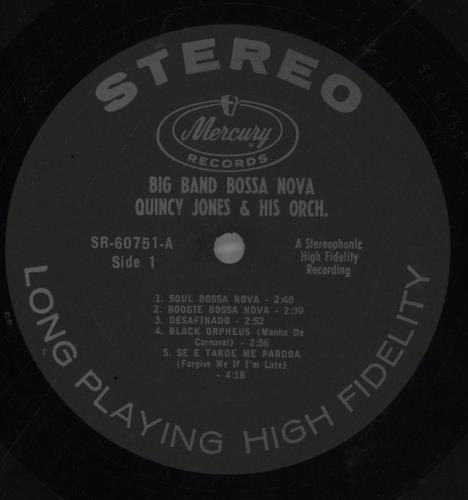 STEREO
Mercury
RECORDS
BIG BAND BOSSA NOVA
QUINCY JONES & HIS ORCH.
SR-60751-A
Side 1
A Stereophonic
High Fidelity
Recording
1. SOUL BOSSA NOVA - 2:40
2. BOOGIE BOSSA NOVA - 2:39
3. DESAFINADO - 2:52
4. BLACK ORPHEUS (Manha De
Carnaval) - 2:56
5. SE E TARDE ME PARDOA
(Forgive Me If I'm Late)
- 4:18
LONG PLAYING HIGH FIDELITY